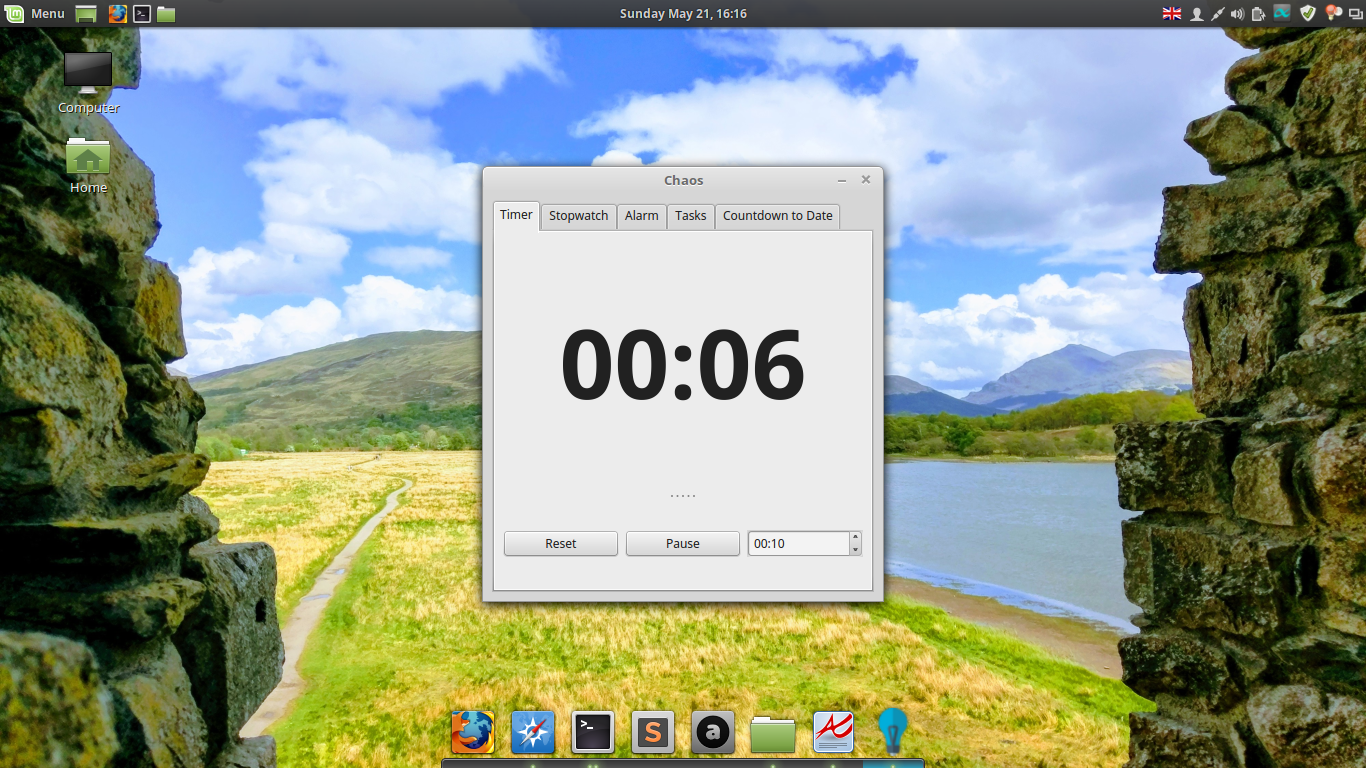 Menu
Sunday May 21, 16:16
Computer
Home
Chaos
Timer Stopwatch Alarm Tasks Countdown to Date
00:06
.....
Reset Pause 00:10
>_
S
a